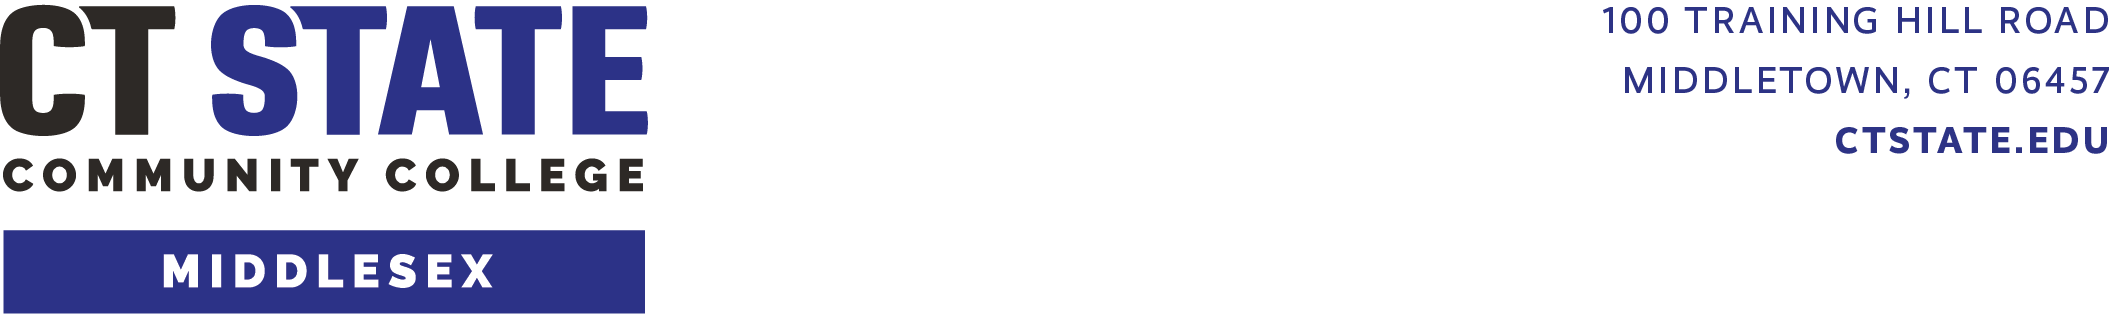 CT STATE
COMMUNITY COLLEGE
MIDDLESEX
100 TRAINING HILL ROAD
MIDDLETOWN, CT 06457
CTSTATE.EDU